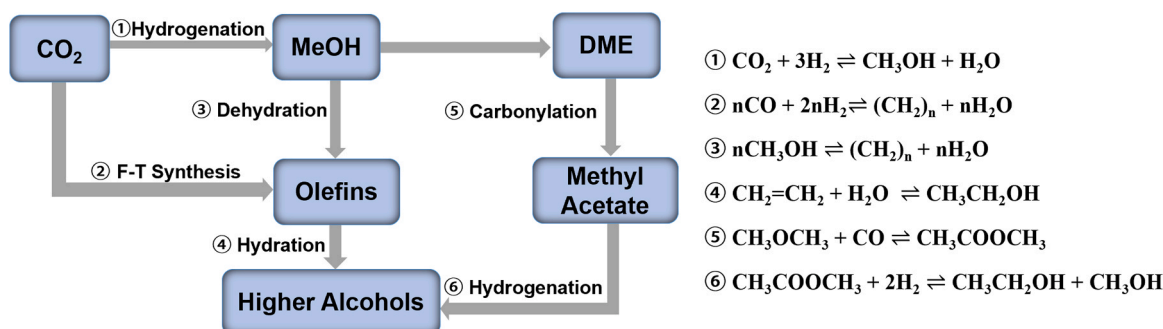 ①Hydrogenation
CO₂
MeOH
DME
③ Dehydration
⑤ Carbonylation
② F-T Synthesis
Olefins
Methyl
Acetate
④ Hydration
⑥ Hydrogenation
Higher Alcohols
① CO₂ + 3H₂ ⇌ CH₃OH + H₂O
② nCO + 2nH₂⇌ (CH₂)ₙ + nH₂O
③ nCH₃OH ⇌ (CH₂)ₙ + nH₂O
④ CH₂=CH₂ + H₂O ⇌ CH₃CH₂OH
⑤ CH₃OCH₃ + CO ⇌ CH₃COOCH₃
⑥ CH₃COOCH₃ + 2H₂ ⇌ CH₃CH₂OH + CH₃OH